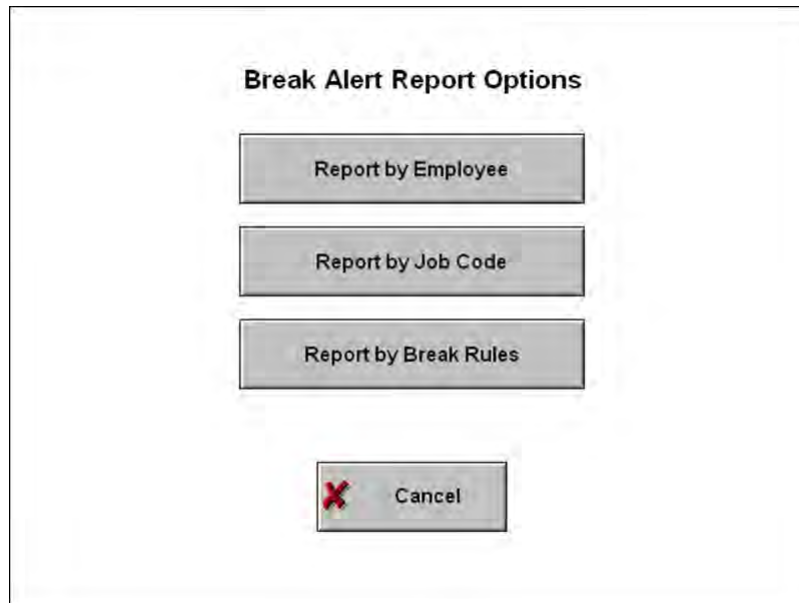 Break Alert Report Options
Report by Employee
Report by Job Code
Report by Break Rules
Cancel